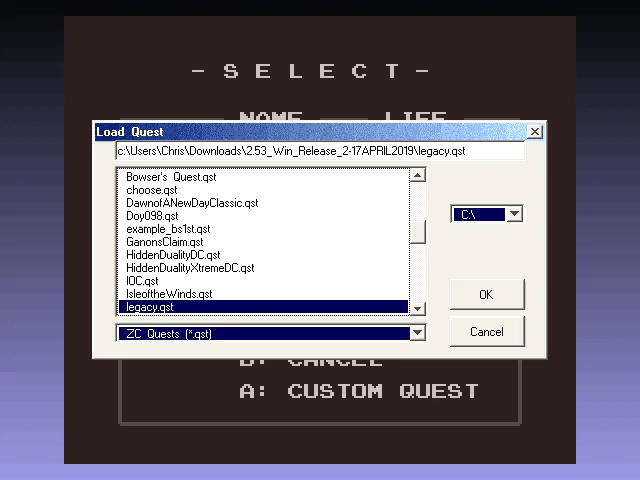 - S E L E C T -
NAME LIFE
Load Quest
c:\Users\Chris\Downloads\2.53_Win_Release_2-17APRIL2019\legacy.qst
Bowser's Quest.qst
choose.qst
DawnofANewDayClassic.qst
Doy098.qst
example_bs1st.qst
GanonsClaim.qst
HiddenDualityDC.qst
HiddenDualityXtremeDC.qst
IOC.qst
IsleoftheWinds.qst
legacy.qst
C:\
OK
ZC Quests (*.qst)
Cancel
B: CANCEL
A: CUSTOM QUEST